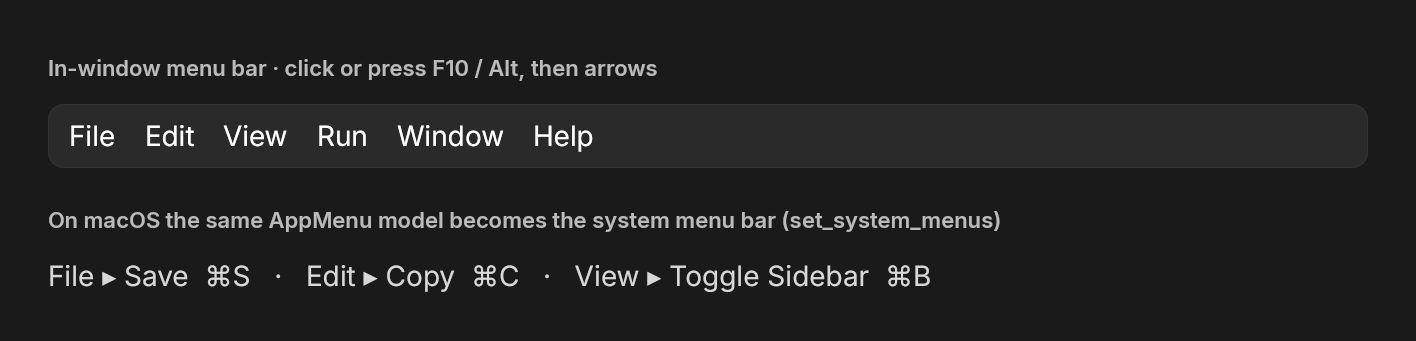 In-window menu bar · click or press F10 / Alt, then arrows
File Edit View Run Window Help
On macOS the same AppMenu model becomes the system menu bar (set_system_menus)
File ▸ Save ⌘S · Edit ▸ Copy ⌘C · View ▸ Toggle Sidebar ⌘B